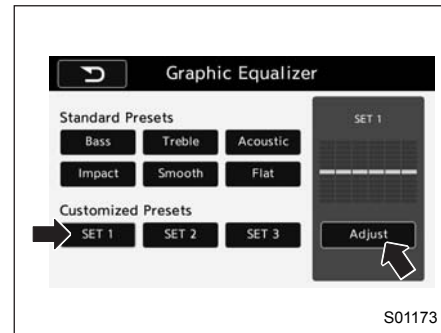 Graphic Equalizer
Standard Presets
SET 1
Bass Treble Acoustic
Impact Smooth Flat
Customized Presets
SET 1 SET 2 SET 3 Adjust
S01173